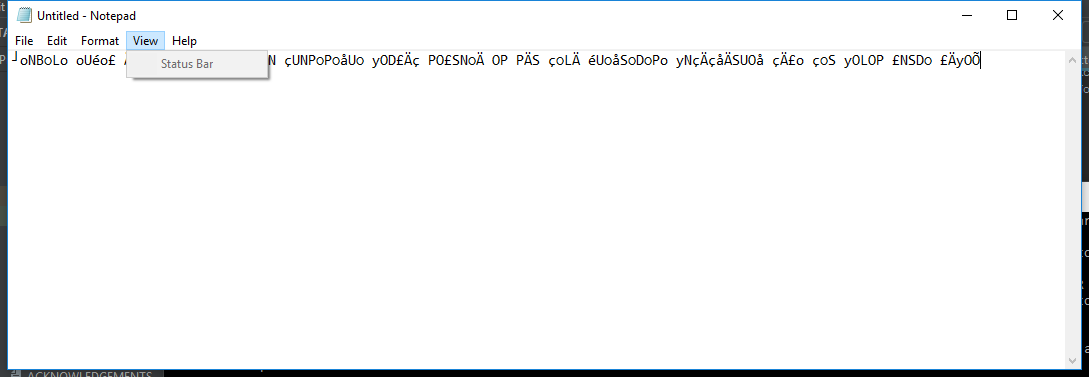 Untitled - Notepad
File Edit Format View Help
┘oNBoLo oUéo£ N çUNPoPoåUo yOD£Äç PO£SNoÄ OP PÄS çoLÄ éUoåSoDoPo yNçÄçåÄSUOå çÄ£o çoS yOLOP £NSDo £ÄyOÕ
Status Bar
ACKNOWLEDGEMENTS